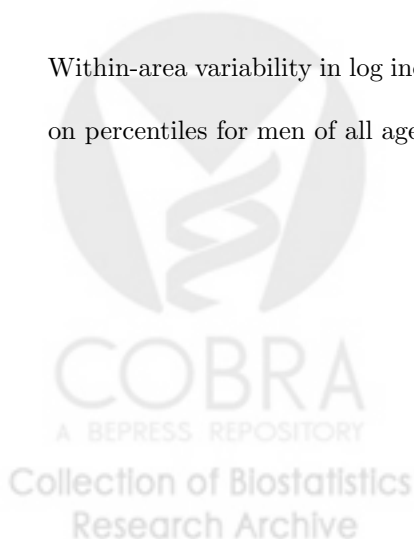 Within-area variability in log inc
on percentiles for men of all age
COBRA
A BEPRESS REPOSITORY
Collection of Biostatistics
Research Archive